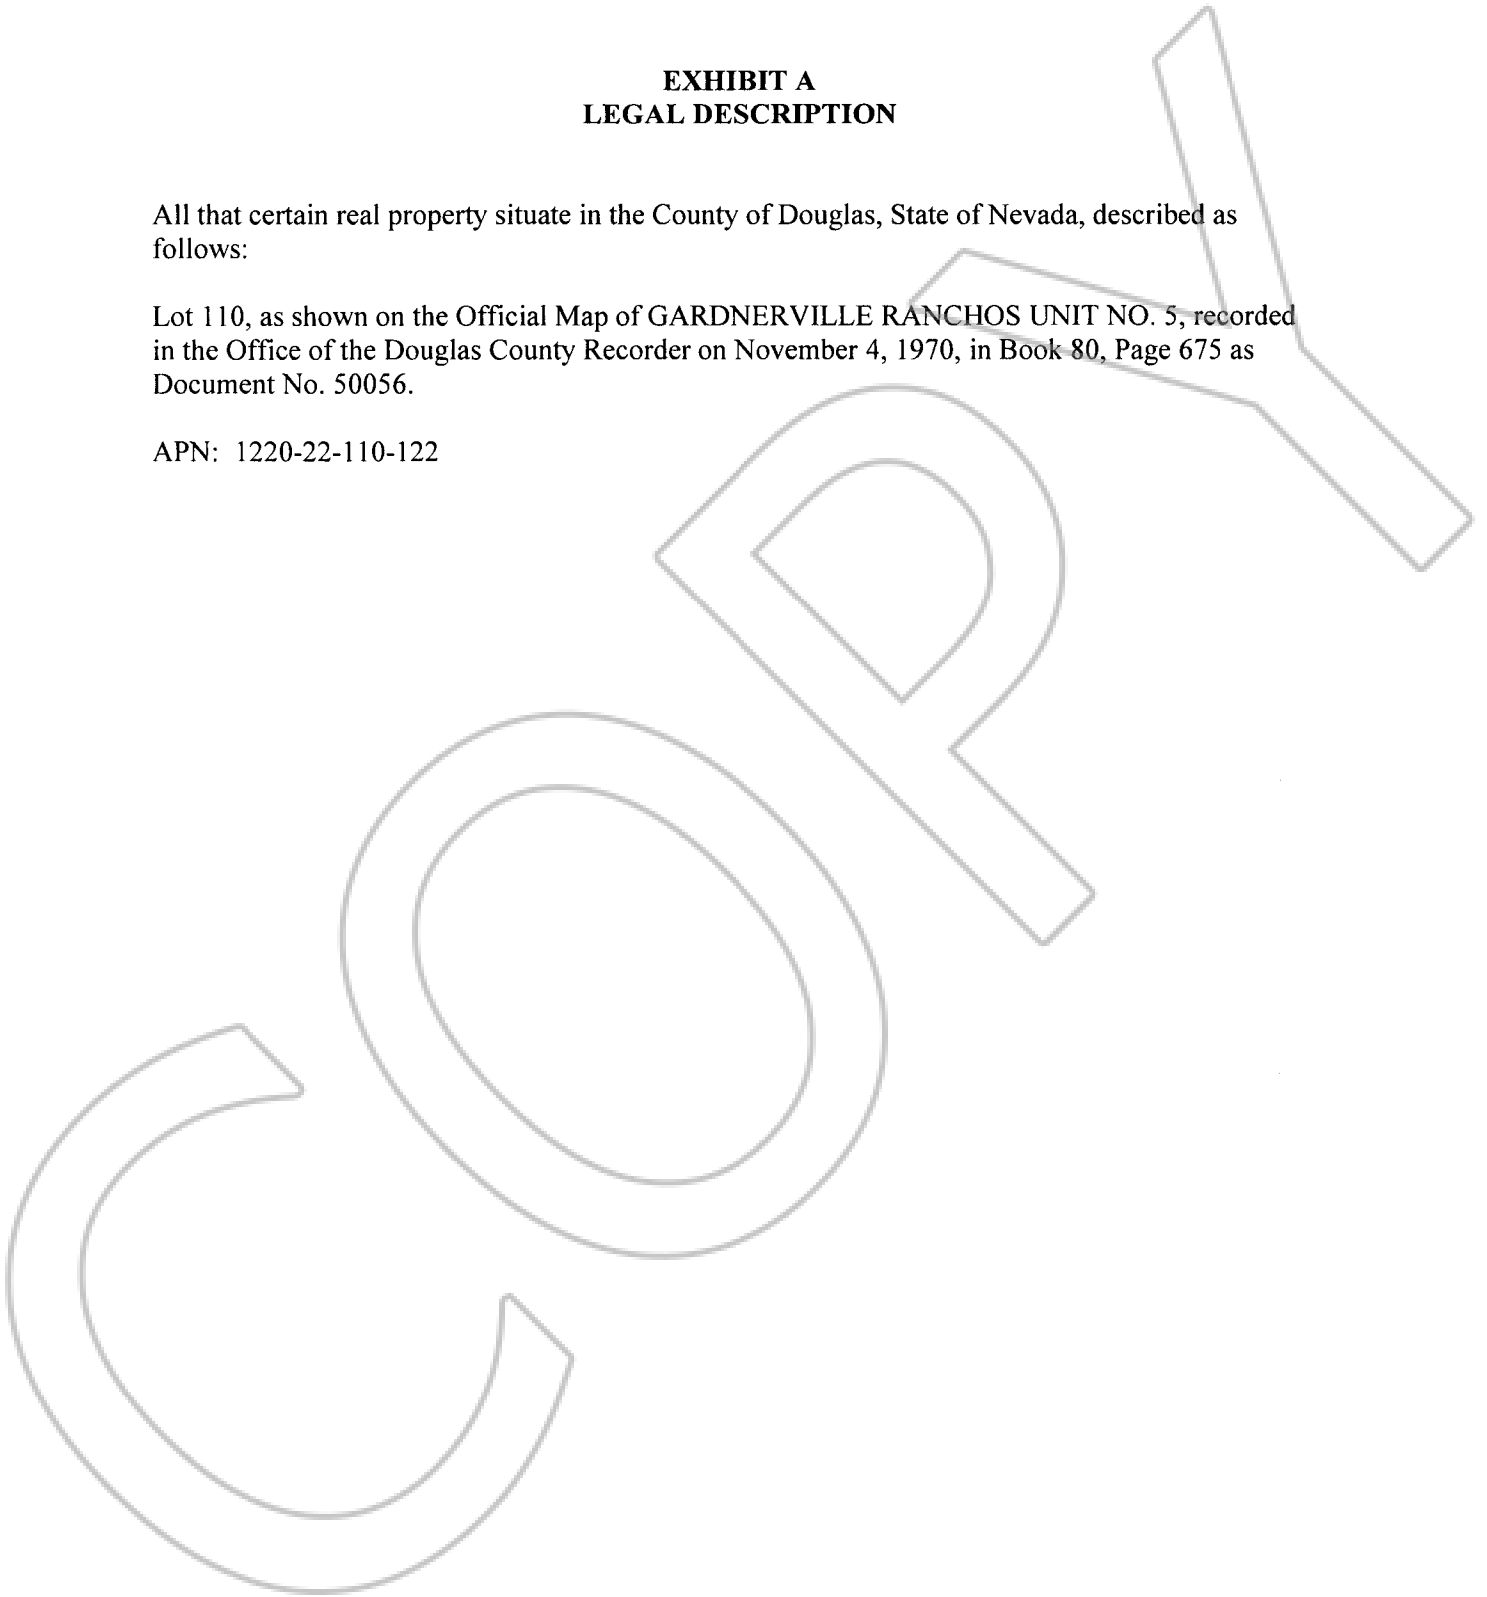 EXHIBIT A
LEGAL DESCRIPTION
All that certain real property situate in the County of Douglas, State of Nevada, described as
follows:
Lot 110, as shown on the Official Map of GARDNERVILLE RANCHOS UNIT NO. 5, recorded
in the Office of the Douglas County Recorder on November 4, 1970, in Book 80, Page 675 as
Document No. 50056.
APN: 1220-22-110-122
COPY